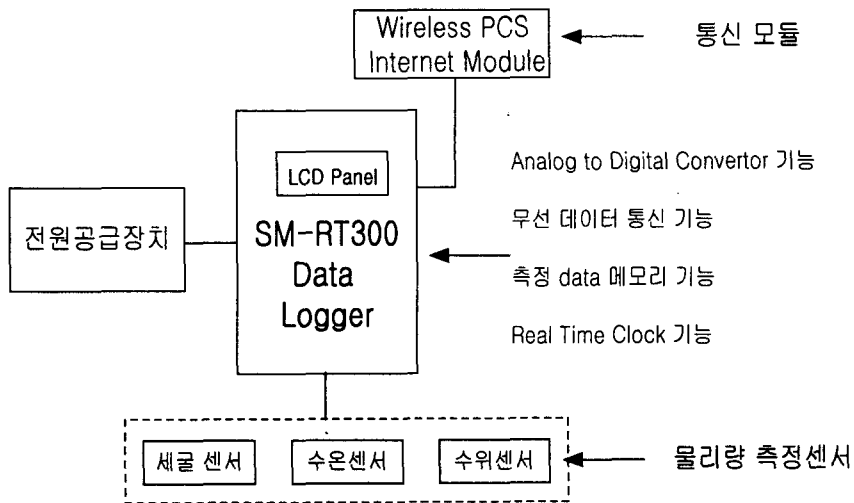 Wireless PCS
Internet Module
통신 모듈
LCD Panel
SM-RT300
Data
Logger
전원공급장치
Analog to Digital Convertor 기능
무선 데이터 통신 기능
측정 data 메모리 기능
Real Time Clock 기능
세굴 센서
수온센서
수위센서
물리량 측정센서